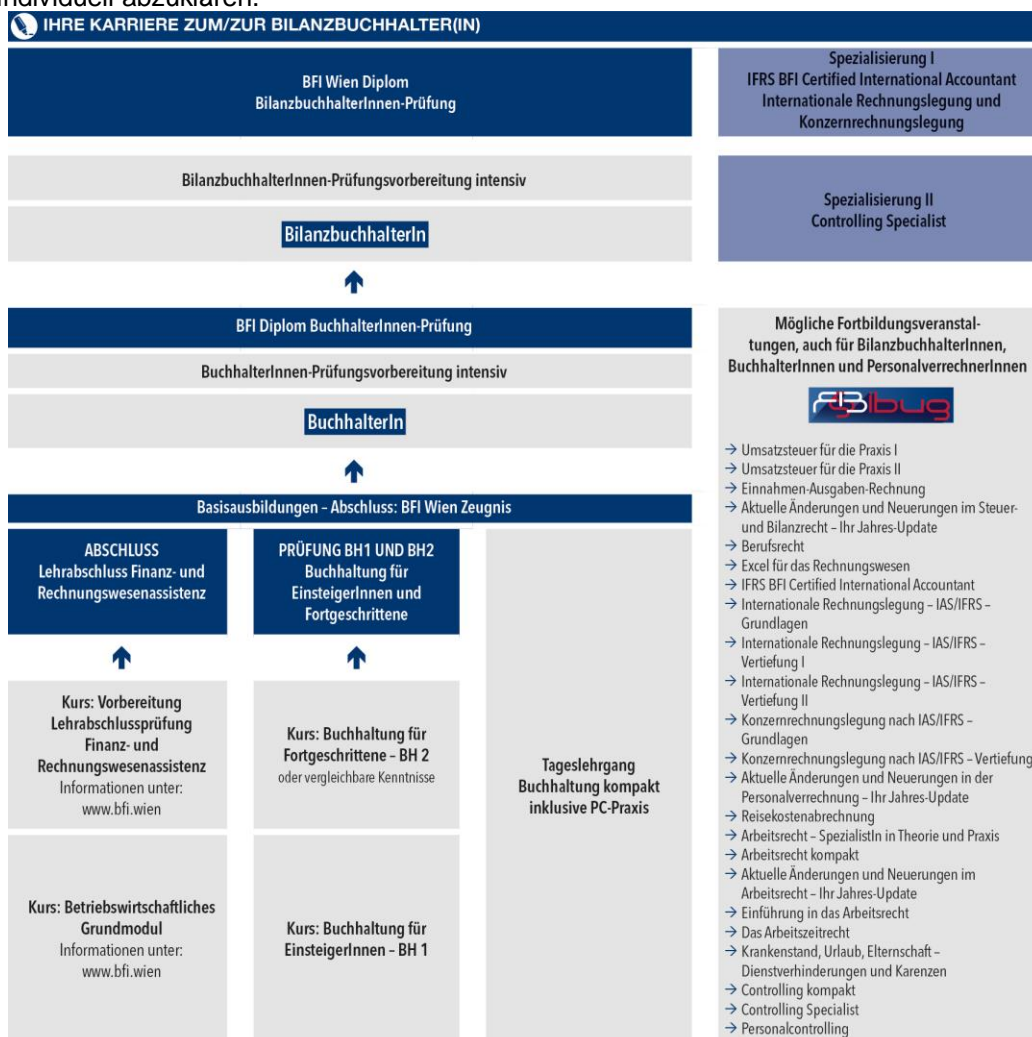 individuell abzuklären.
IHRE KARRIERE ZUM/ZUR BILANZBUCHHALTER(IN)
BFI Wien Diplom
BilanzbuchhalterInnen-Prüfung
BilanzbuchhalterInnen-Prüfungsvorbereitung intensiv
BilanzbuchhalterIn
Spezialisierung I
IFRS BFI Certified International Accountant
Internationale Rechnungslegung und
Konzernrechnungslegung
Spezialisierung II
Controlling Specialist
BFI Diplom BuchhalterInnen-Prüfung
BuchhalterInnen-Prüfungsvorbereitung intensiv
BuchhalterIn
Basisausbildungen – Abschluss: BFI Wien Zeugnis
ABSCHLUSS
Lehrabschluss Finanz- und
Rechnungswesenassistenz
Kurs: Vorbereitung
Lehrabschlussprüfung
Finanz- und
Rechnungswesenassistenz
Informationen unter:
www.bfi.wien
Kurs: Betriebswirtschaftliches
Grundmodul
Informationen unter:
www.bfi.wien
PRÜFUNG BH1 UND BH2
Buchhaltung für
EinsteigerInnen und
Fortgeschrittene
Kurs: Buchhaltung für
Fortgeschrittene – BH 2
oder vergleichbare Kenntnisse
Kurs: Buchhaltung für
EinsteigerInnen – BH 1
Tageslehrgang
Buchhaltung kompakt
inklusive PC-Praxis
Mögliche Fortbildungsveranstal-
tungen, auch für BilanzbuchhalterInnen,
BuchhalterInnen und PersonalverrechnerInnen
→ Umsatzsteuer für die Praxis I
→ Umsatzsteuer für die Praxis II
→ Einnahmen-Ausgaben-Rechnung
→ Aktuelle Änderungen und Neuerungen im Steuer-
und Bilanzrecht – Ihr Jahres-Update
→ Berufsrecht
→ Excel für das Rechnungswesen
→ IFRS BFI Certified International Accountant
→ Internationale Rechnungslegung – IAS/IFRS –
Grundlagen
→ Internationale Rechnungslegung – IAS/IFRS –
Vertiefung I
→ Internationale Rechnungslegung – IAS/IFRS –
Vertiefung II
→ Konzernrechnungslegung nach IAS/IFRS –
Grundlagen
→ Konzernrechnungslegung nach IAS/IFRS – Vertiefung
→ Aktuelle Änderungen und Neuerungen in der
Personalverrechnung – Ihr Jahres-Update
→ Reisekostenabrechnung
→ Arbeitsrecht – SpezialistIn in Theorie und Praxis
→ Arbeitsrecht kompakt
→ Aktuelle Änderungen und Neuerungen im
Arbeitsrecht – Ihr Jahres-Update
→ Einführung in das Arbeitsrecht
→ Das Arbeitszeitrecht
→ Krankenstand, Urlaub, Elternschaft –
Dienstverhinderungen und Karenzen
→ Controlling kompakt
→ Controlling Specialist
→ Personalcontrolling